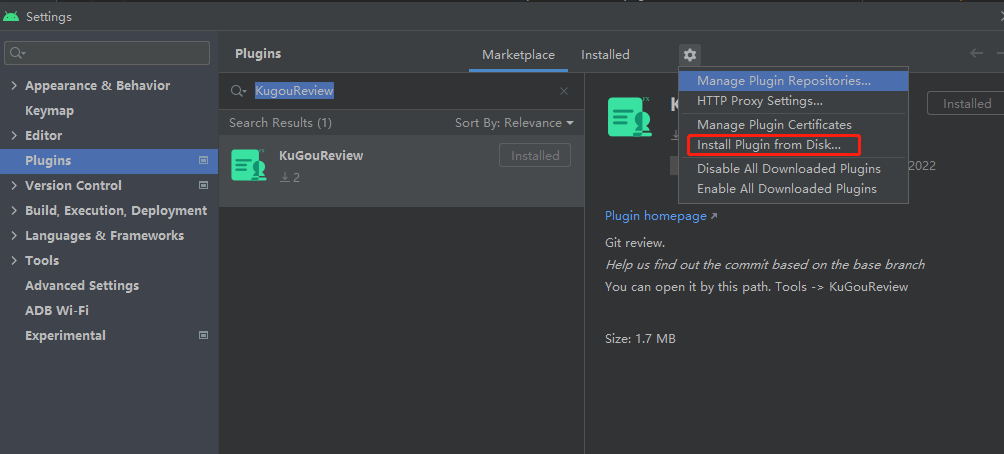 Settings
Plugins
Marketplace
Installed
Appearance & Behavior
Keymap
Editor
Plugins
Version Control
Build, Execution, Deployment
Languages & Frameworks
Tools
Advanced Settings
ADB Wi-Fi
Experimental
KugouReview
Search Results (1)
Sort By: Relevance
KuGouReview
Installed
2
Manage Plugin Repositories...
HTTP Proxy Settings...
Manage Plugin Certificates
Install Plugin from Disk...
Disable All Downloaded Plugins
Enable All Downloaded Plugins
Installed
2022
Plugin homepage
Git review.
Help us find out the commit based on the base branch
You can open it by this path. Tools -> KuGouReview
Size: 1.7 MB